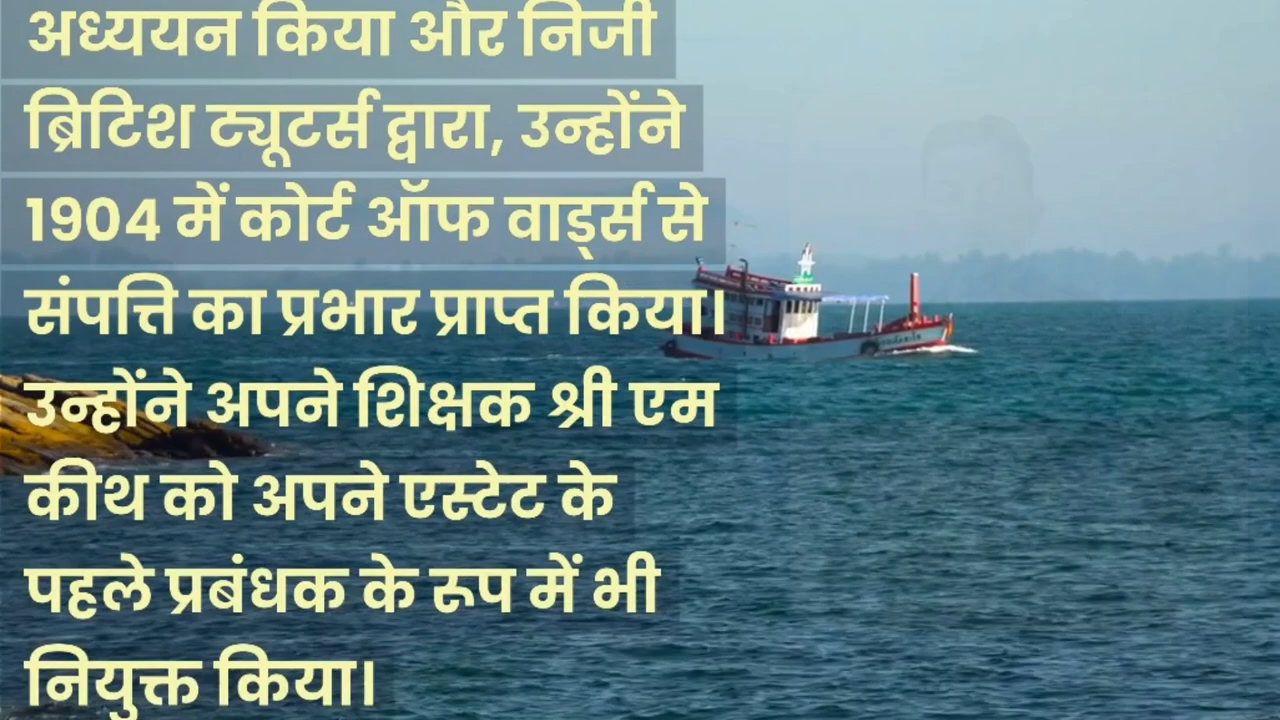 अध्ययन किया और निजी
ब्रिटिश ट्यूटर्स द्वारा, उन्होंने
1904 में कोर्ट ऑफ वाड्र्स से
संपत्ति का प्रभार प्राप्त किया।
उन्होंने अपने शिक्षक श्री एम
कीथ को अपने एस्टेट के
पहले प्रबंधक के रूप में भी
नियुक्त किया।